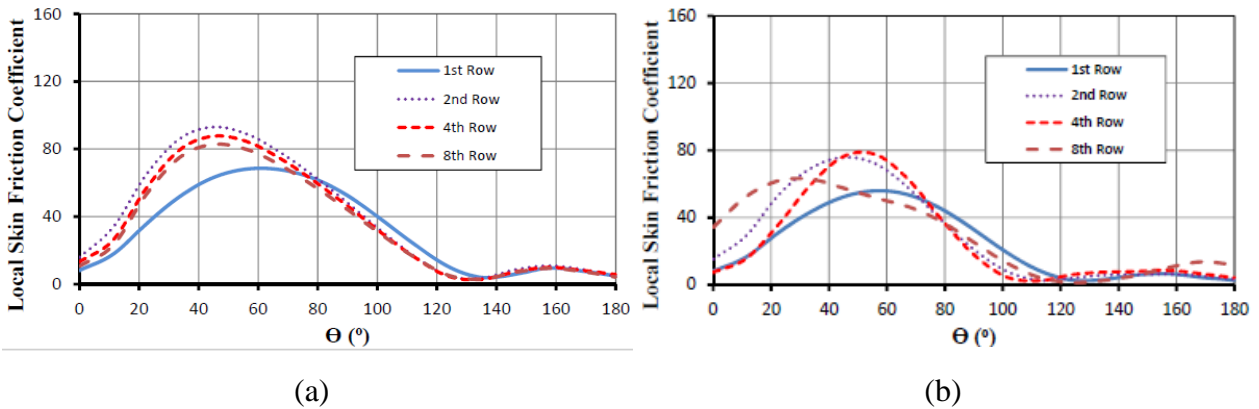 Local Skin Friction Coefficient
160
120
80
40
0
1st Row
2nd Row
4th Row
8th Row
0 20 40 60 80 100 120 140 160 180
Ɵ (º)
(a)
Local Skin Friction Coefficient
160
120
80
40
0
1st Row
2nd Row
4th Row
8th Row
0 20 40 60 80 100 120 140 160 180
Ɵ (º)
(b)